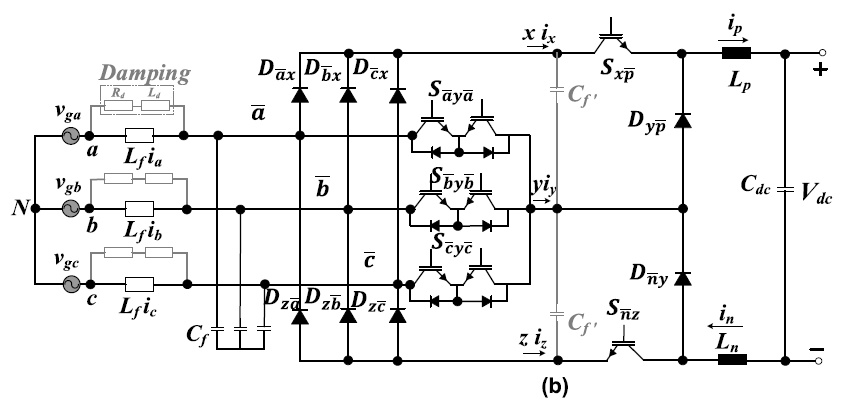 x i_x
i_p
D_a̅x D_b̅x D_c̅x
S_xp̅
+
Damping
R_d L_d
S_a̅ya̅
C_f'
L_p
v_ga
a̅
D_yp̅
a
L_f i_a
v_gb
b̅
S_b̅yb̅
y i_y
C_dc
V_dc
N
b
L_f i_b
S_c̅yc̅
v_gc
c̅
D_n̅y
c
L_f i_c
D_za̅ D_zb̅ D_zc̅
C_f
C_f'
S_n̅z
i_n
z i_z
L_n
−
(b)